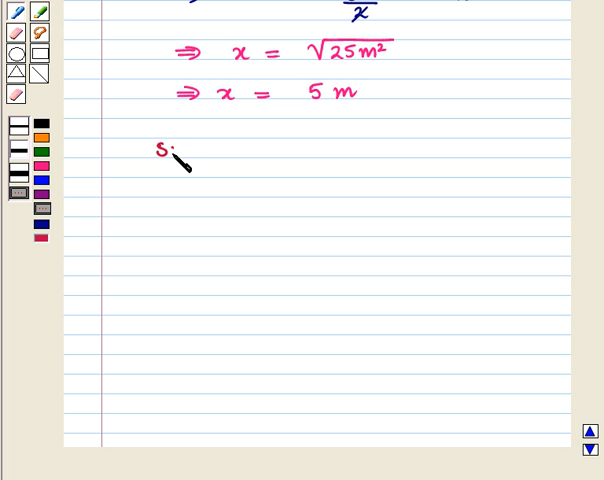 x
⇒ x = √25m²
⇒ x = 5 m
S